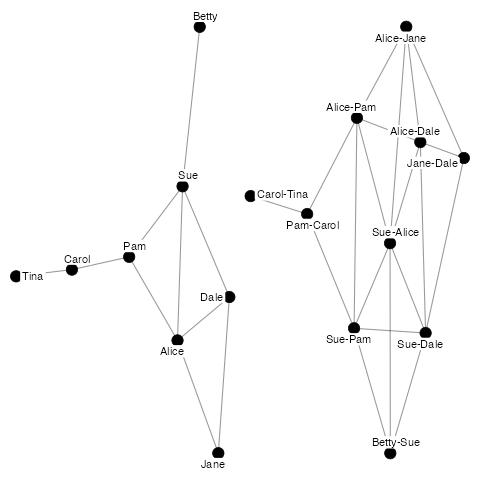 Betty
Sue
Pam
Carol
Tina
Dale
Alice
Jane
Alice-Jane
Alice-Pam
Alice-Dale
Jane-Dale
Carol-Tina
Pam-Carol
Sue-Alice
Sue-Pam
Sue-Dale
Betty-Sue